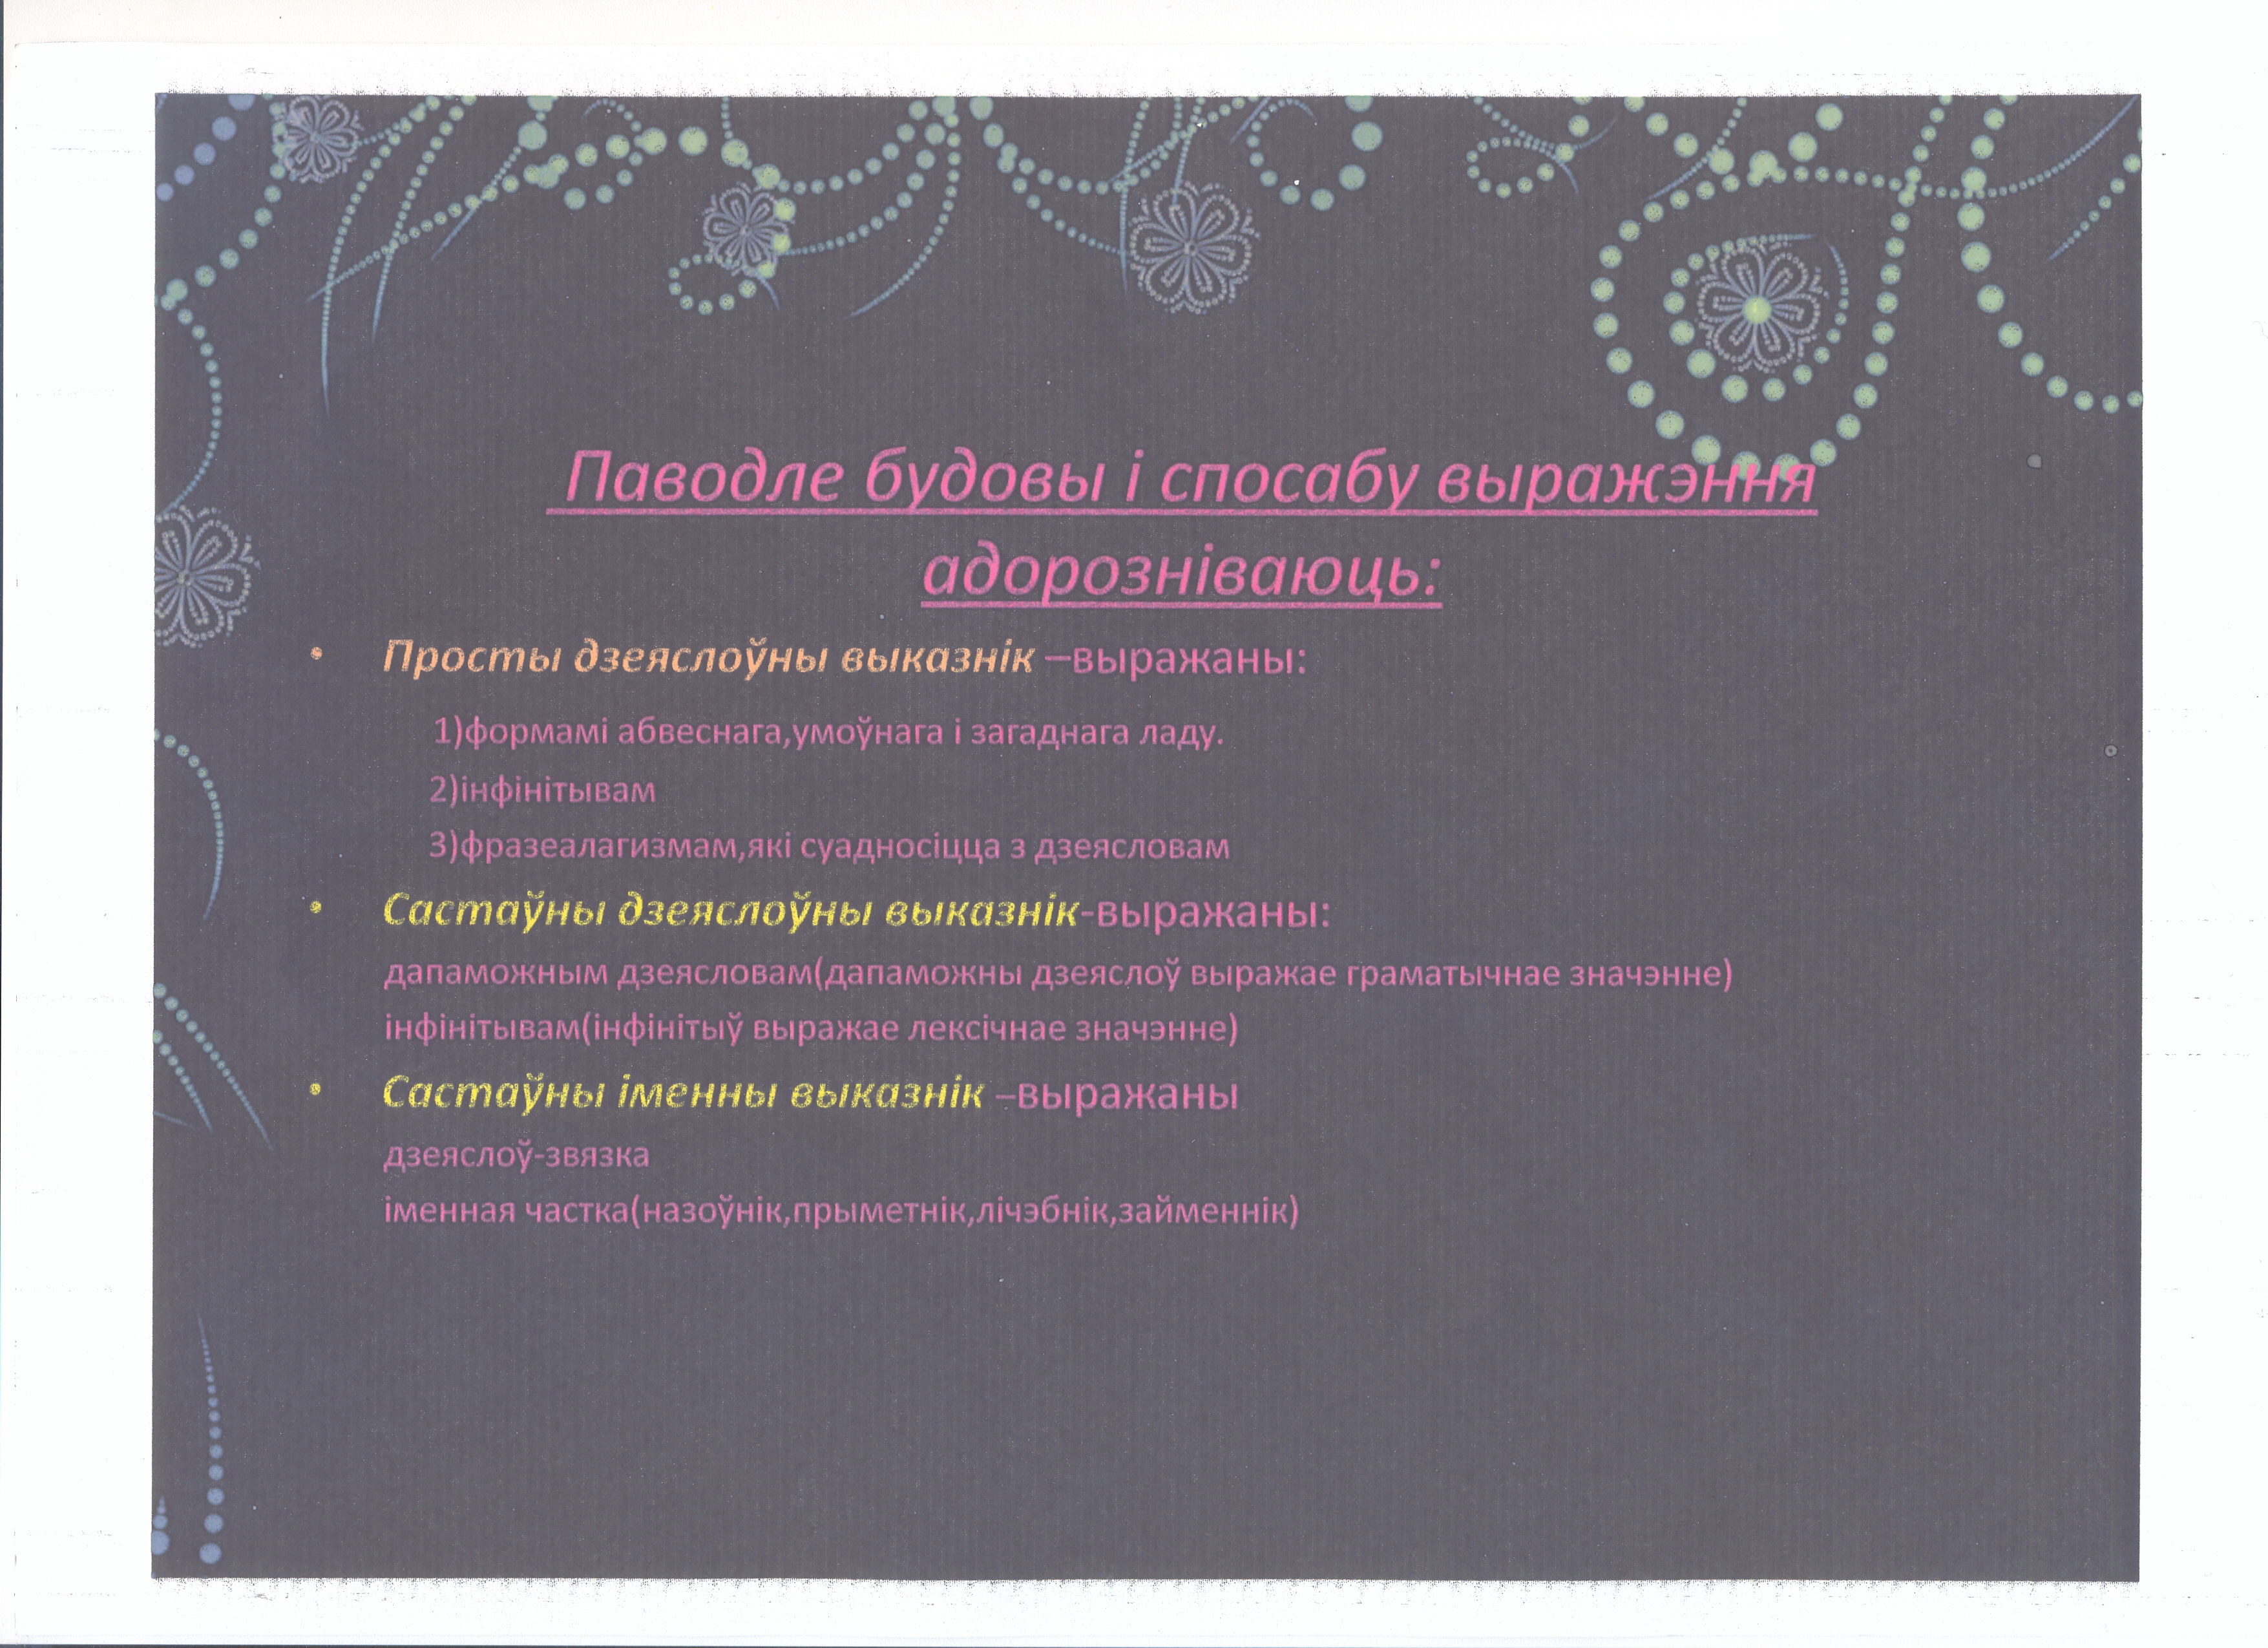 Паводле будовы і спосабу выражэння
адорозніваюць:
• Просты дзеяслоўны выказнік –выражаны:
1)формамі абвеснага,умоўнага і загаднага ладу.
2)інфінітывам
3)фразеалагизмам,які суадносіцца з дзеясловам
• Састаўны дзеяслоўны выказнік-выражаны:
дапаможным дзеясловам(дапаможны дзеяслоў выражае граматычнае значэнне)
інфінітывам(інфінітыў выражае лексічнае значэнне)
• Састаўны іменны выказнік –выражаны
дзеяслоў-звязка
іменная частка(назоўнік,прыметнік,лічэбнік,займеннік)